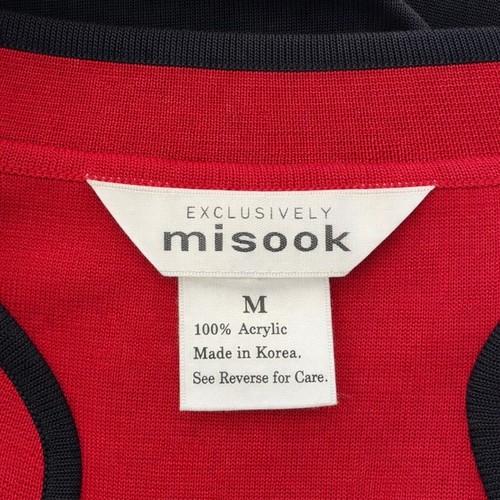 EXCLUSIVELY
misook
M
100% Acrylic
Made in Korea.
See Reverse for Care.